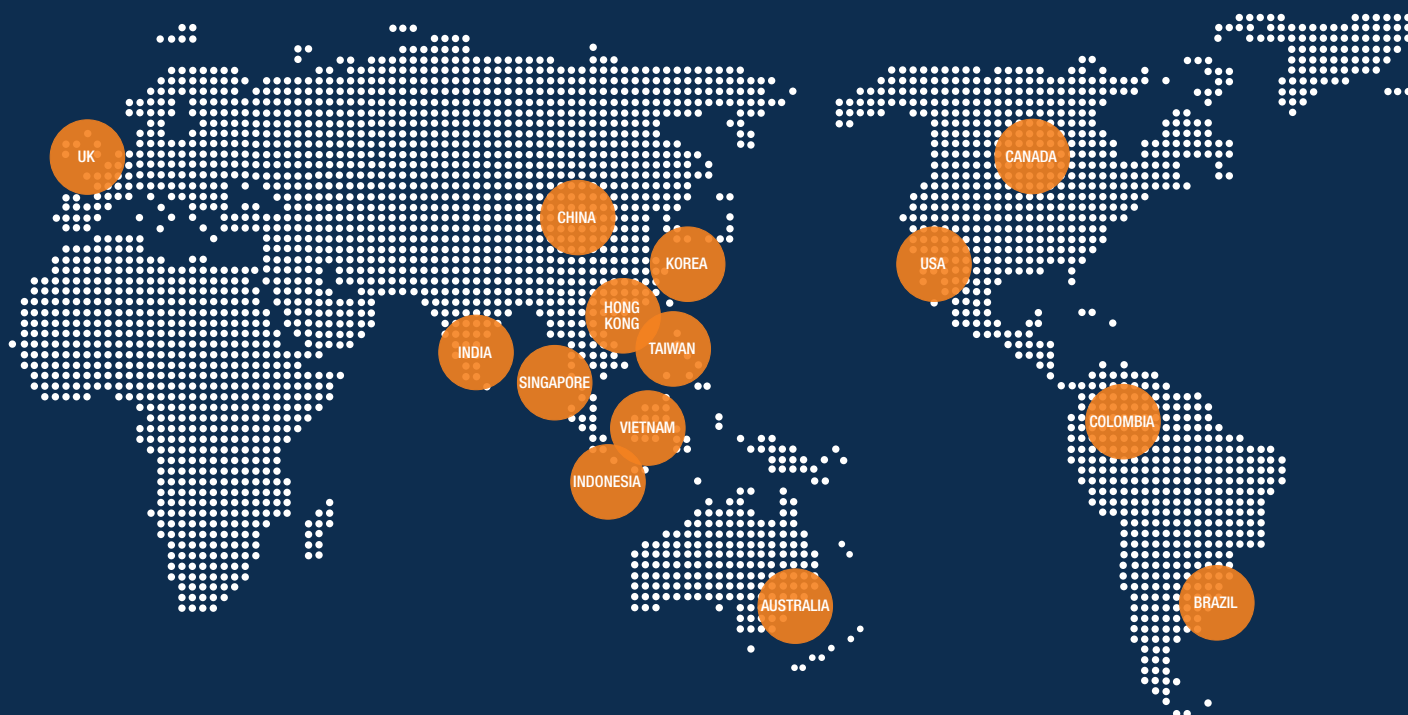 UK
CANADA
CHINA
KOREA
USA
HONG
KONG
TAIWAN
INDIA
SINGAPORE
COLOMBIA
VIETNAM
INDONESIA
BRAZIL
AUSTRALIA